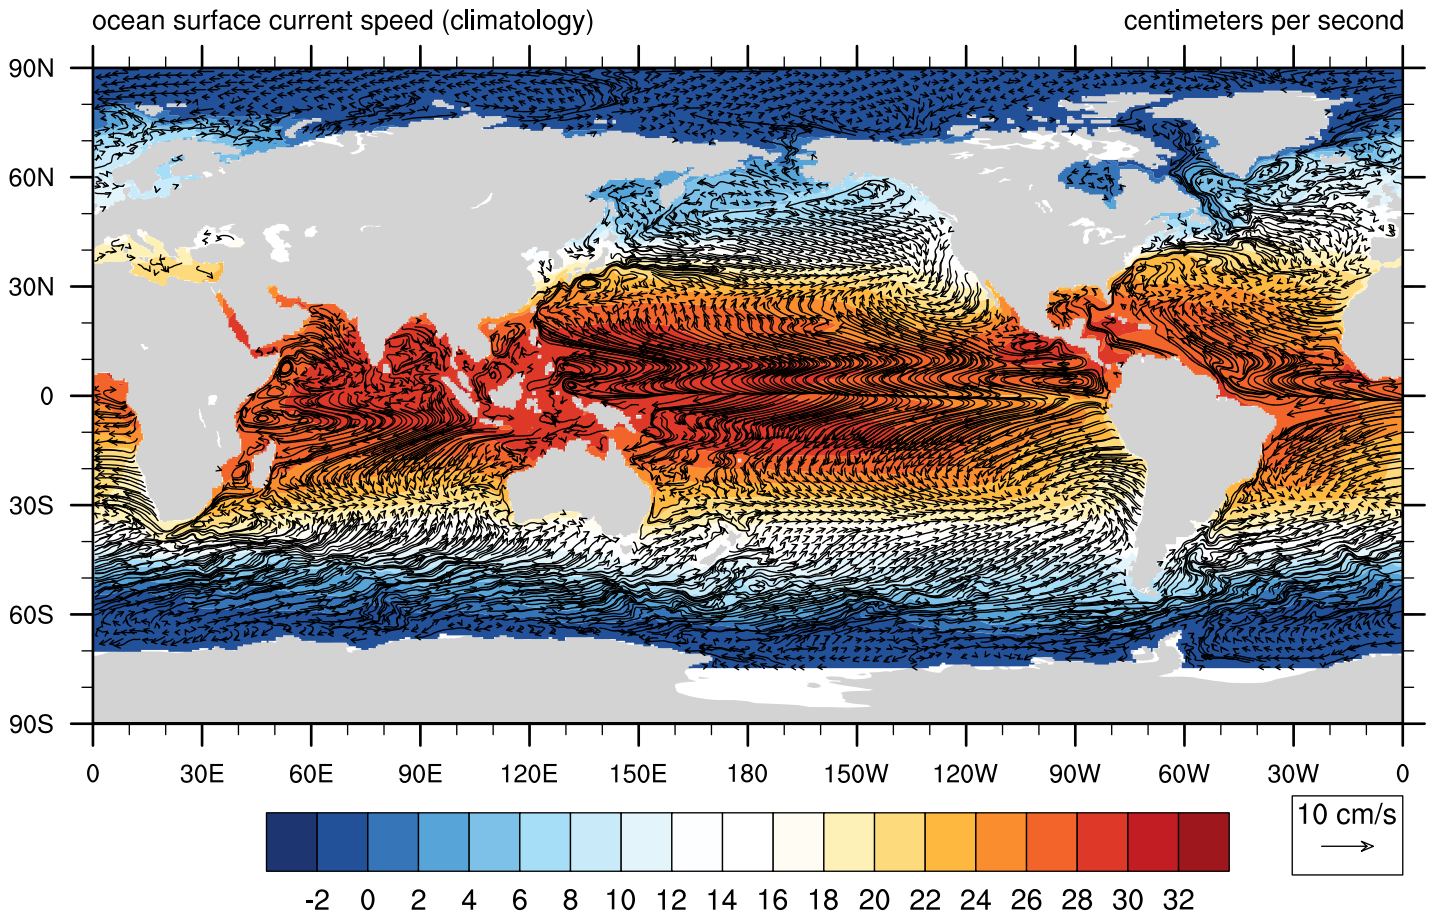 ocean surface current speed (climatology) centimeters per second
90N
60N
30N
0
30S
60S
90S
0 30E 60E 90E 120E 150E 180 150W 120W 90W 60W 30W 0
10 cm/s
-2 0 2 4 6 8 10 12 14 16 18 20 22 24 26 28 30 32